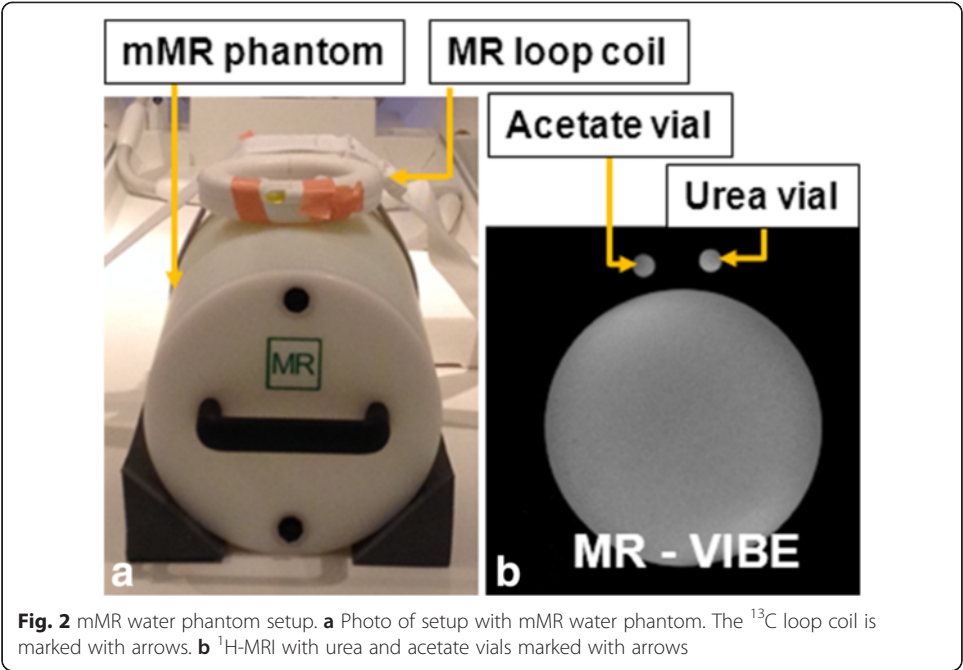 mMR phantom
MR loop coil
Acetate vial
Urea vial
MR
a
MR - VIBE
b
Fig. 2 mMR water phantom setup. a Photo of setup with mMR water phantom. The ¹³C loop coil is
marked with arrows. b ¹H-MRI with urea and acetate vials marked with arrows